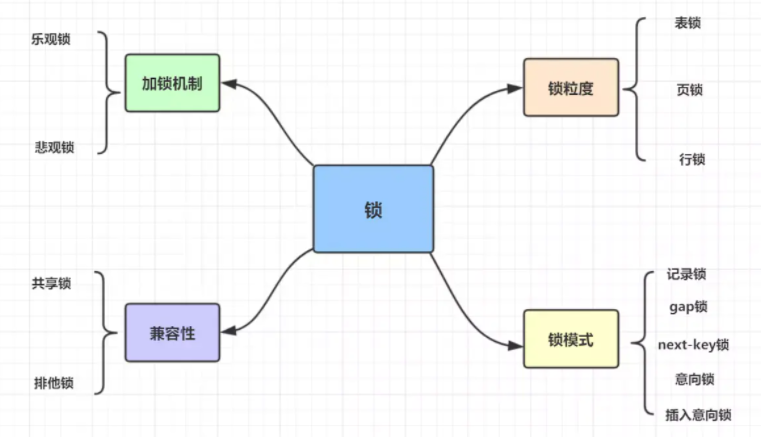 乐观锁
加锁机制
悲观锁
表锁
锁粒度
页锁
行锁
锁
共享锁
兼容性
排他锁
记录锁
gap锁
锁模式
next-key锁
意向锁
插入意向锁